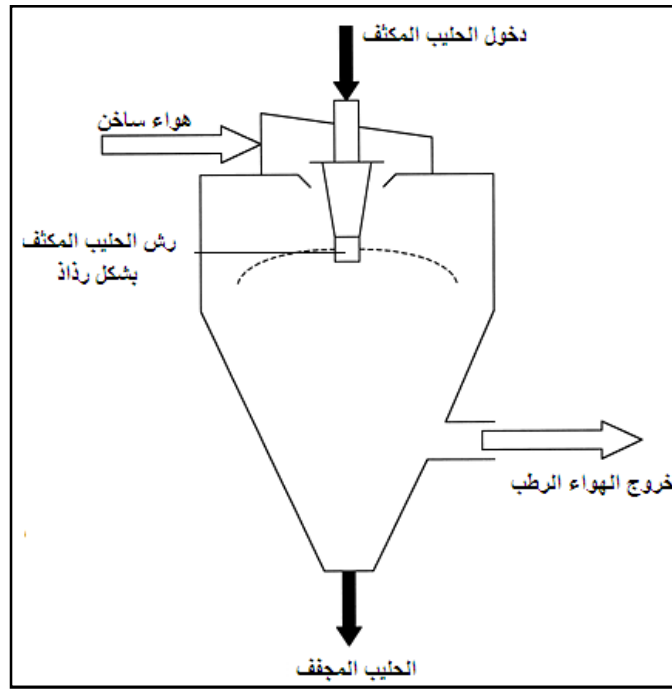 دخول الحليب المكثف
هواء ساخن
رش الحليب المكثف
بشكل رذاذ
خروج الهواء الرطب
الحليب المجفف